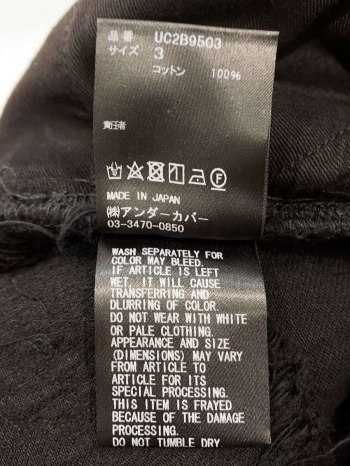 品番 UC2B9503
サイズ 3
コットン 100%
責任者
MADE IN JAPAN
㈱アンダーカバー
03-3470-0850
WASH SEPARATELY FOR
COLOR MAY BLEED.
IF ARTICLE IS LEFT
WET, IT WILL CAUSE
TRANSFERRING AND
BLURRING OF COLOR.
DO NOT WEAR WITH WHITE
OR PALE CLOTHING.
APPEARANCE AND SIZE
(DIMENSIONS) MAY VARY
FROM ARTICLE TO
ARTICLE FOR ITS
SPECIAL PROCESSING.
THIS ITEM IS FRAYED
BECAUSE OF THE DAMAGE
PROCESSING.
DO NOT TUMBLE DRY